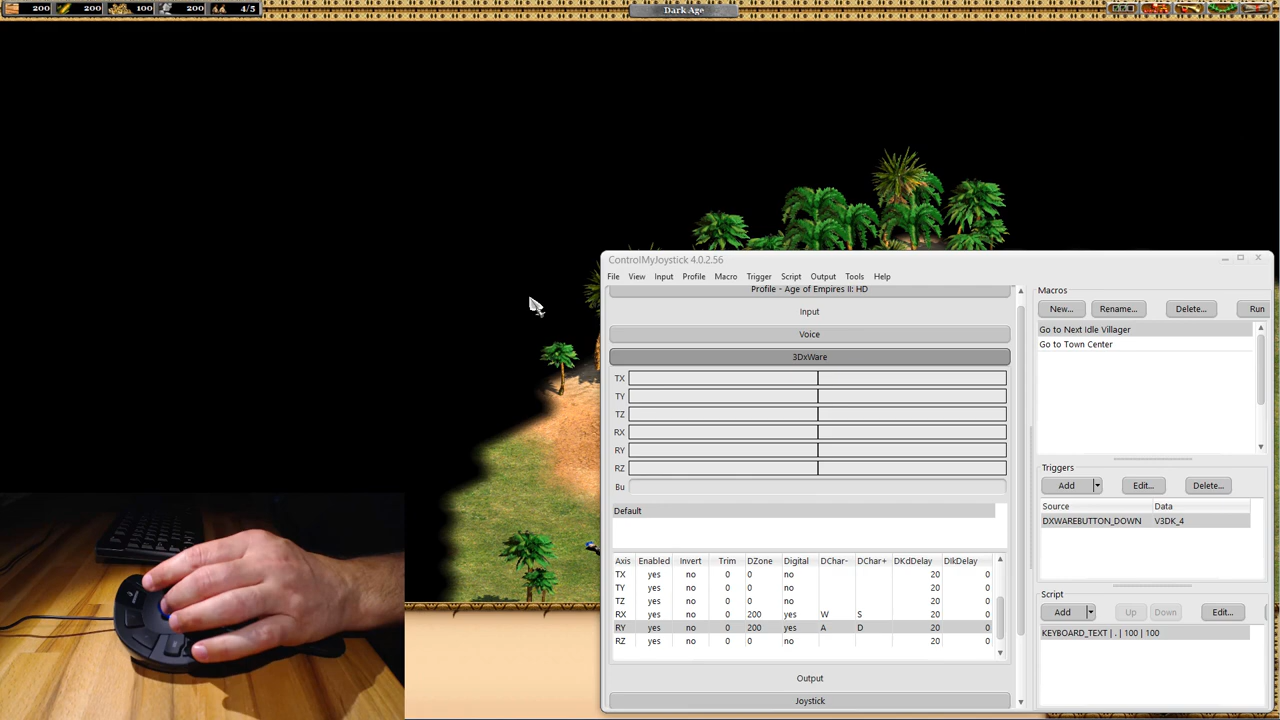 200 200 100 200 4/5 Dark Age
ControlMyJoystick 4.0.2.56
File View Input Profile Macro Trigger Script Output Tools Help
Profile - Age of Empires II: HD
Input
Voice
3DxWare
TX
TY
TZ
RX
RY
RZ
Bu
Default
Axis Enabled Invert Trim DZone Digital DChar- DChar+ DKdDelay DIkDelay
TX yes no 0 0 no 20 0
TY yes no 0 0 no 20 0
TZ yes no 0 0 no 20 0
RX yes no 0 200 yes W S 20 0
RY yes no 0 200 yes A D 20 0
RZ yes no 0 0 no 20 0
Output
Joystick
Macros
New... Rename... Delete... Run
Go to Next Idle Villager
Go to Town Center
Triggers
Add Edit... Delete...
Source Data
DXWAREBUTTON_DOWN V3DK_4
Script
Add Up Down Edit...
KEYBOARD_TEXT | . | 100 | 100